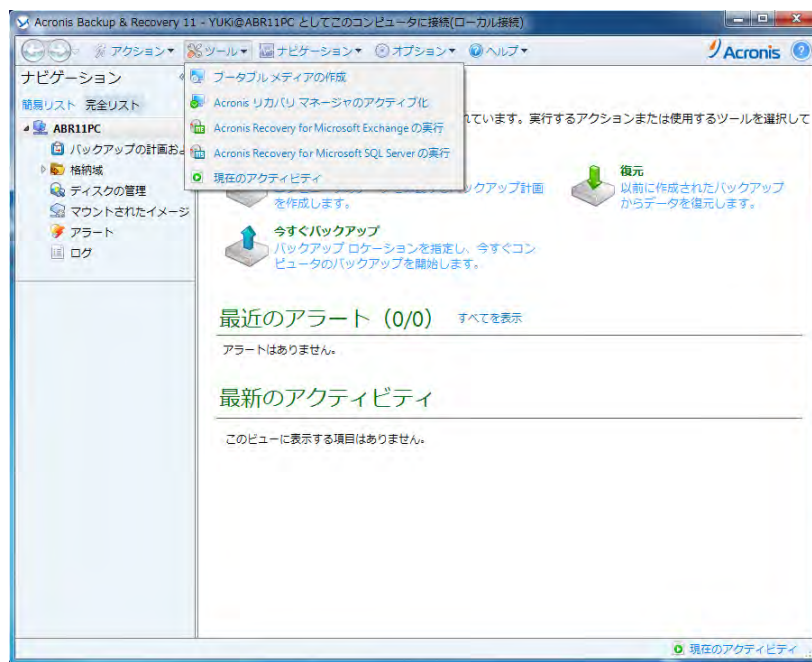 Acronis Backup & Recovery 11 - YUKI@ABR11PC としてこのコンピュータに接続(ローカル接続)
アクション ツール ナビゲーション オプション ヘルプ
Acronis
ナビゲーション
簡易リスト 完全リスト
ABR11PC
バックアップの計画およ
格納域
ディスクの管理
マウントされたイメージ
アラート
ログ
ブータブル メディアの作成
Acronis リカバリ マネージャのアクティブ化
Acronis Recovery for Microsoft Exchange の実行
Acronis Recovery for Microsoft SQL Server の実行
現在のアクティビティ
れています。実行するアクションまたは使用するツールを選択して
ックアップ計画
を作成します。
復元
以前に作成されたバックアップ
からデータを復元します。
今すぐバックアップ
バックアップ ロケーションを指定し、今すぐコン
ピュータのバックアップを開始します。
最近のアラート (0/0) すべてを表示
アラートはありません。
最新のアクティビティ
このビューに表示する項目はありません。
現在のアクティビティ